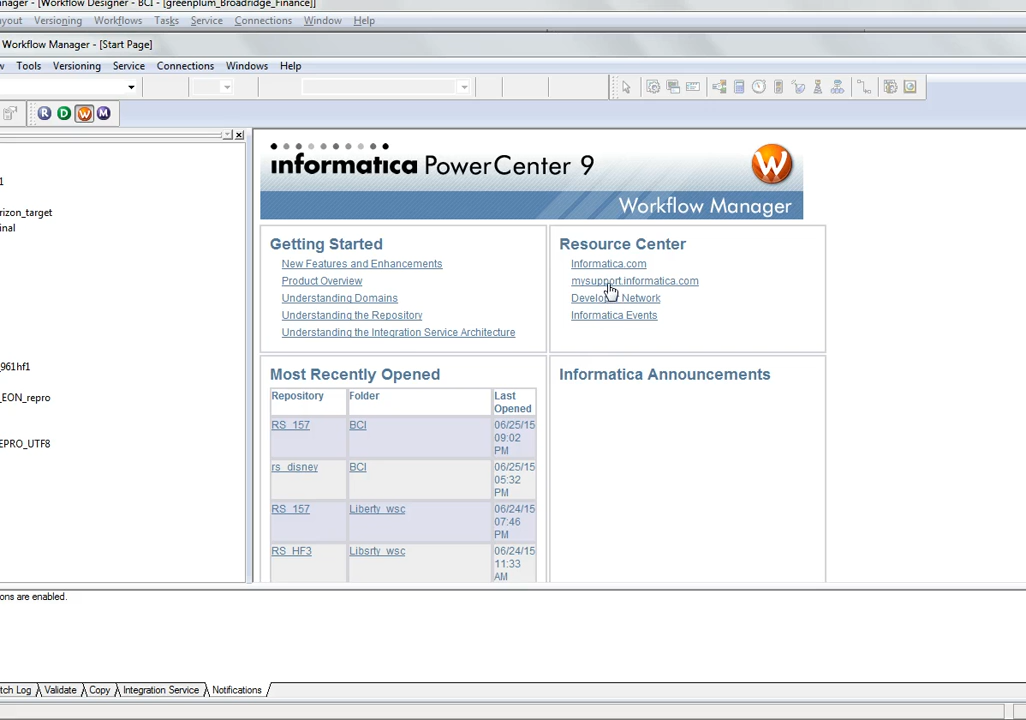 nager - [Workflow Designer - BCI - [greenplum_Broadridge_Finance]]
yout Versioning Workflows Tasks Service Connections Window Help
Workflow Manager - [Start Page]
w Tools Versioning Service Connections Windows Help
R D W M
informatica PowerCenter 9
W
Workflow Manager
1
rizon_target
inal
_961hf1
_EON_repro
EPRO_UTF8
Getting Started
New Features and Enhancements
Product Overview
Understanding Domains
Understanding the Repository
Understanding the Integration Service Architecture
Resource Center
Informatica.com
mysupport.informatica.com
Develo Network
Informatica Events
Most Recently Opened
Repository Folder Last Opened
RS_157 BCI 06/25/15 09:02 PM
rs_disney BCI 06/25/15 05:32 PM
RS_157 Liberty_wsc 06/24/15 07:46 PM
RS_HF3 Libsrty_wsc 06/24/15 11:33 AM
Informatica Announcements
ons are enabled.
tch Log Validate Copy Integration Service Notifications